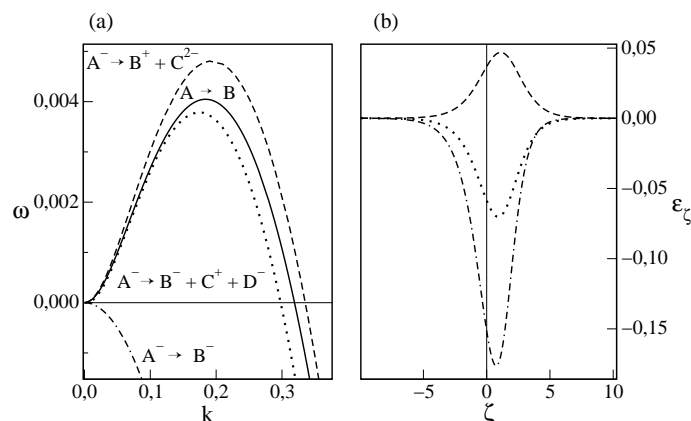 (a)
(b)
A⁻ → B⁺ + C²⁻
A → B
A⁻ → B⁻ + C⁺ + D⁻
A⁻ → B⁻
ω
0,004
0,002
0,000
0,0 0,1 0,2 0,3
k
0,05
0,00
−0,05
−0,10
−0,15
ε_ζ
−5 0 5 10
ζ